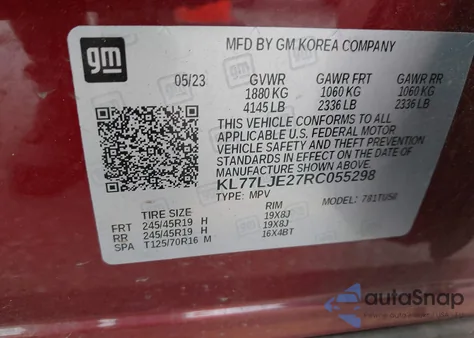 gm
MFD BY GM KOREA COMPANY
05/23 GVWR GAWR FRT GAWR RR
1880 KG 1060 KG 1060 KG
4145 LB 2336 LB 2336 LB
THIS VEHICLE CONFORMS TO ALL
APPLICABLE U.S. FEDERAL MOTOR
VEHICLE SAFETY AND THEFT PREVENTION
STANDARDS IN EFFECT ON THE DATE OF
MANUFACTURE SHOWN ABOVE.
KL77LJE27RC055298
TYPE: MPV MODEL: 781TU58
TIRE SIZE RIM
FRT 245/45R19 H 19X8J
RR 245/45R19 H 19X8J
SPA T125/70R16 M 16X4BT
autaSnap